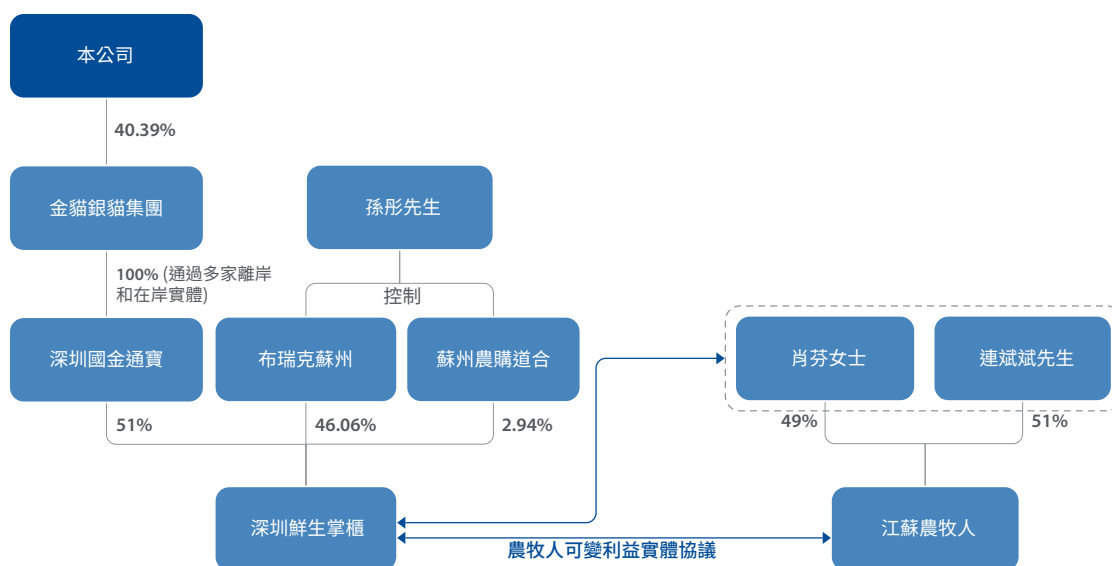 本公司
40.39%
金貓銀貓集團
孫彤先生
100% (通過多家離岸
和在岸實體)
控制
深圳國金通寶
布瑞克蘇州
蘇州農購道合
肖芬女士
連斌斌先生
51%
46.06%
2.94%
49%
51%
深圳鮮生掌櫃
江蘇農牧人
農牧人可變利益實體協議